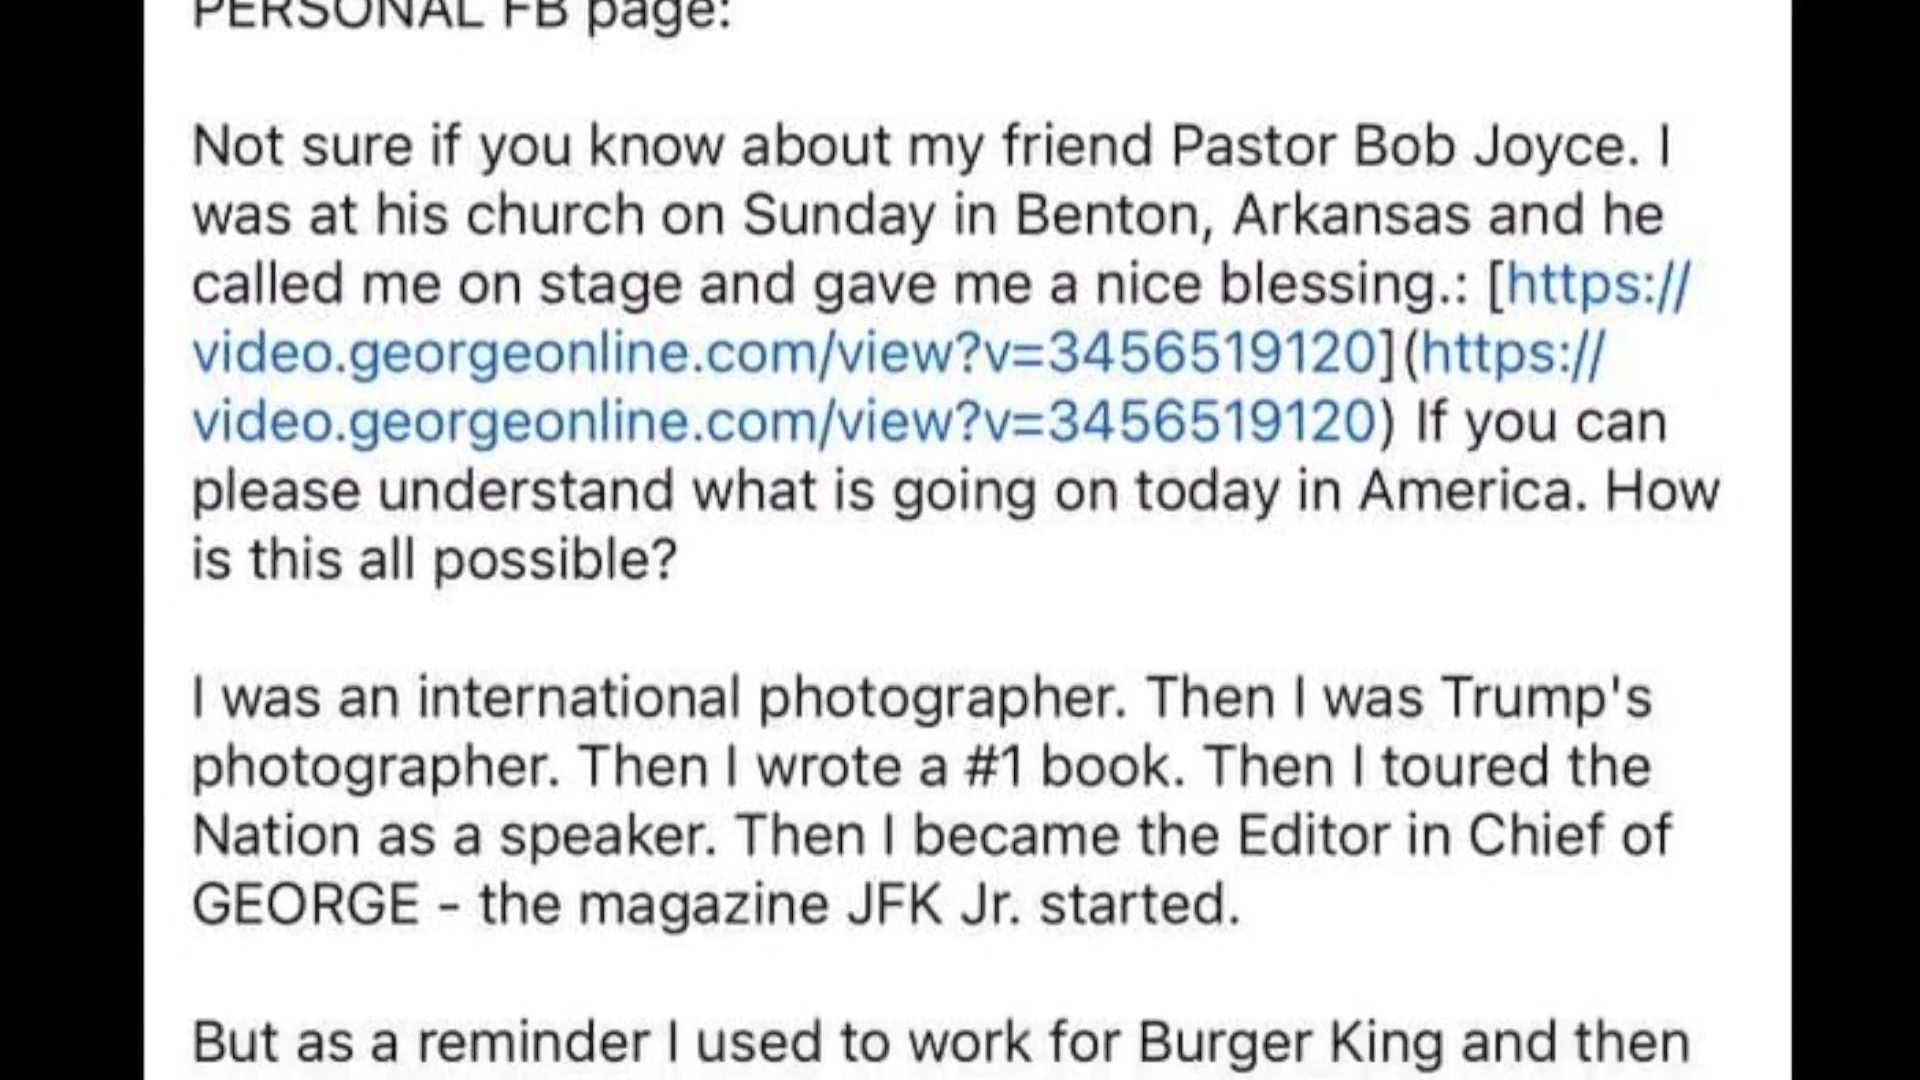 PERSONAL FB page:
Not sure if you know about my friend Pastor Bob Joyce. I
was at his church on Sunday in Benton, Arkansas and he
called me on stage and gave me a nice blessing.: [https://
video.georgeonline.com/view?v=3456519120](https://
video.georgeonline.com/view?v=3456519120) If you can
please understand what is going on today in America. How
is this all possible?
I was an international photographer. Then I was Trump's
photographer. Then I wrote a #1 book. Then I toured the
Nation as a speaker. Then I became the Editor in Chief of
GEORGE - the magazine JFK Jr. started.
But as a reminder I used to work for Burger King and then